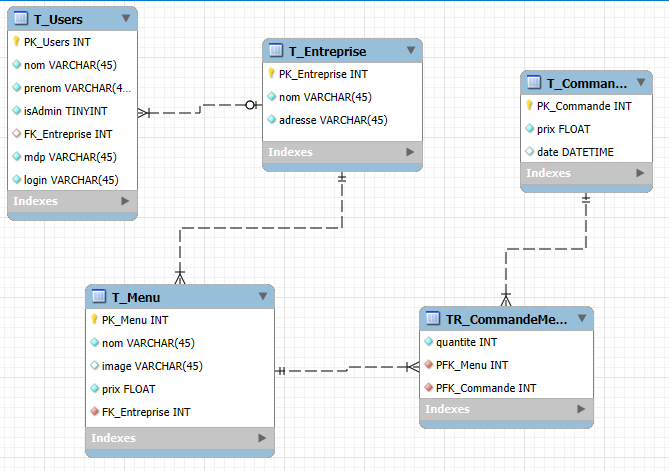 T_Users
PK_Users INT
nom VARCHAR(45)
prenom VARCHAR(4...
isAdmin TINYINT
FK_Entreprise INT
mdp VARCHAR(45)
login VARCHAR(45)
Indexes
T_Entreprise
PK_Entreprise INT
nom VARCHAR(45)
adresse VARCHAR(45)
Indexes
T_Comman...
PK_Commande INT
prix FLOAT
date DATETIME
Indexes
T_Menu
PK_Menu INT
nom VARCHAR(45)
image VARCHAR(45)
prix FLOAT
FK_Entreprise INT
Indexes
TR_CommandeMe...
quantite INT
PFK_Menu INT
PFK_Commande INT
Indexes